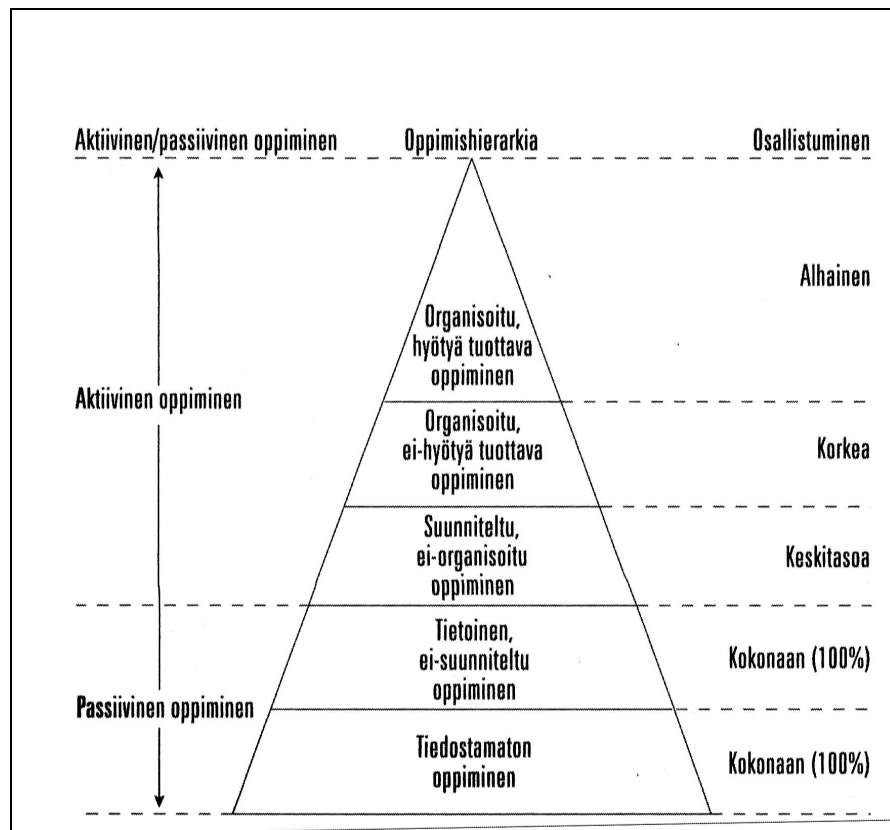 Aktiivinen/passiivinen oppiminen
Oppimishierarkia
Osallistuminen
Alhainen
Organisoitu,
hyötyä tuottava
oppiminen
Aktiivinen oppiminen
Organisoitu,
ei-hyötyä tuottava
oppiminen
Korkea
Suunniteltu,
ei-organisoitu
oppiminen
Keskitasoa
Tietoinen,
ei-suunniteltu
oppiminen
Kokonaan (100%)
Passiivinen oppiminen
Tiedostamaton
oppiminen
Kokonaan (100%)